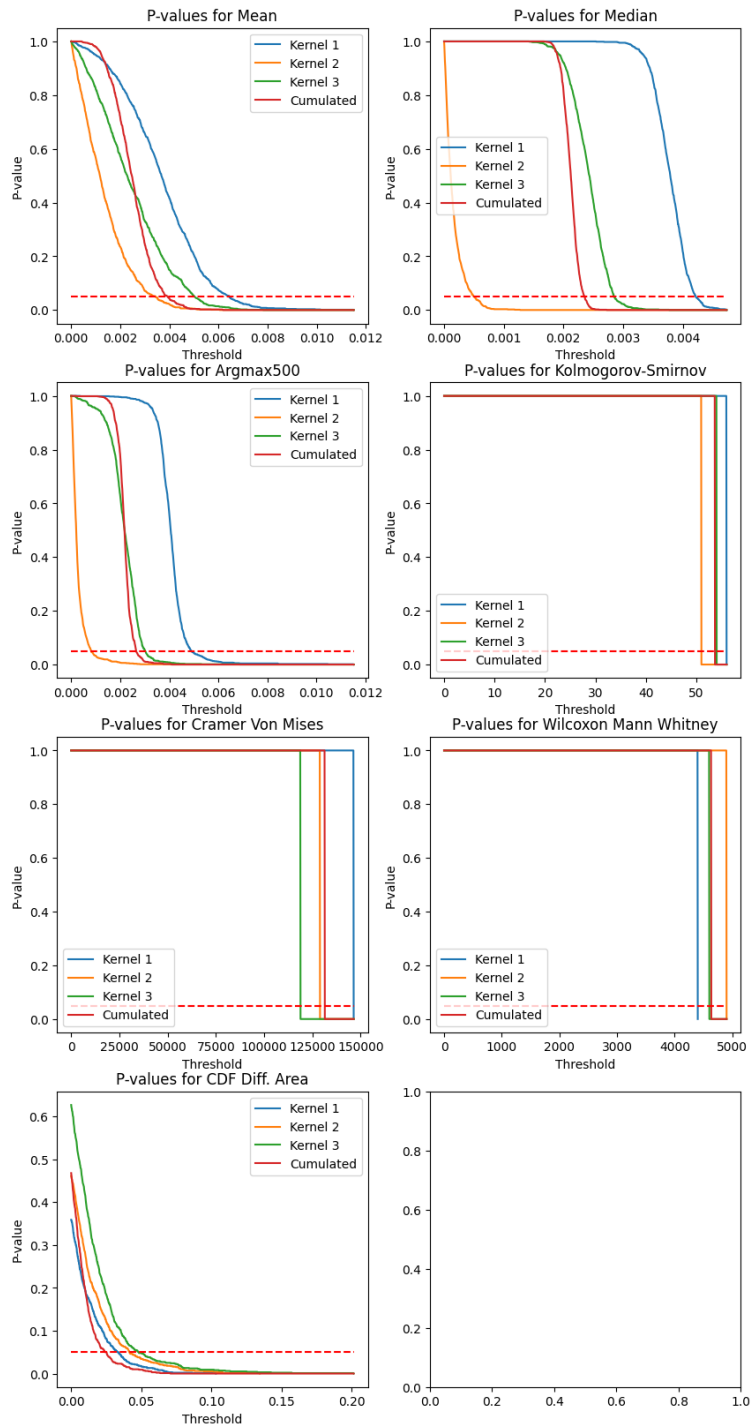 P-values for Mean
P-value
1.0
0.8
0.6
0.4
0.2
0.0
Kernel 1
Kernel 2
Kernel 3
Cumulated
0.000 0.002 0.004 0.006 0.008 0.010 0.012
Threshold
P-values for Median
P-value
1.0
0.8
0.6
0.4
0.2
0.0
Kernel 1
Kernel 2
Kernel 3
Cumulated
0.000 0.001 0.002 0.003 0.004
Threshold
P-values for Argmax500
P-value
1.0
0.8
0.6
0.4
0.2
0.0
Kernel 1
Kernel 2
Kernel 3
Cumulated
0.000 0.002 0.004 0.006 0.008 0.010 0.012
Threshold
P-values for Kolmogorov-Smirnov
P-value
1.0
0.8
0.6
0.4
0.2
0.0
Kernel 1
Kernel 2
Kernel 3
Cumulated
0 10 20 30 40 50
Threshold
P-values for Cramer Von Mises
P-value
1.0
0.8
0.6
0.4
0.2
0.0
Kernel 1
Kernel 2
Kernel 3
Cumulated
0 25000 50000 75000 100000 125000 150000
Threshold
P-values for Wilcoxon Mann Whitney
P-value
1.0
0.8
0.6
0.4
0.2
0.0
Kernel 1
Kernel 2
Kernel 3
Cumulated
0 1000 2000 3000 4000 5000
Threshold
P-values for CDF Diff. Area
P-value
0.6
0.5
0.4
0.3
0.2
0.1
0.0
Kernel 1
Kernel 2
Kernel 3
Cumulated
0.00 0.05 0.10 0.15 0.20
Threshold
1.0
0.8
0.6
0.4
0.2
0.0
0.0 0.2 0.4 0.6 0.8 1.0